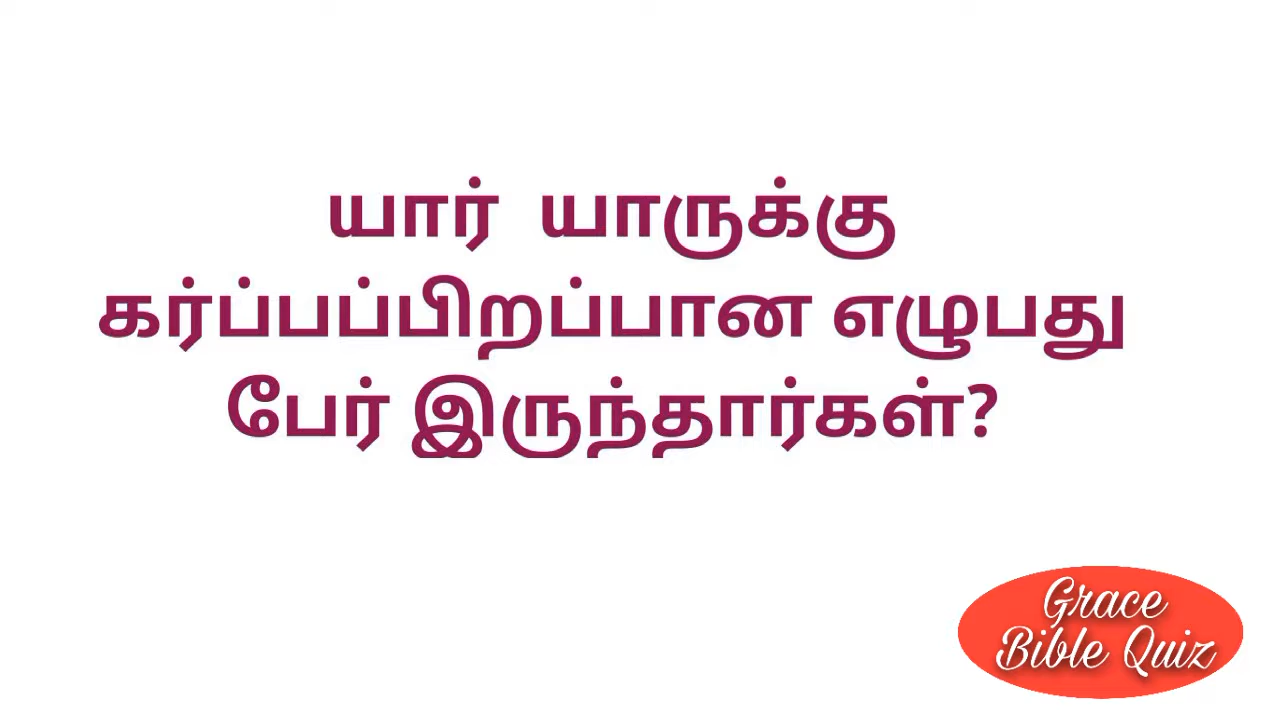 யார் யாருக்கு
கர்ப்பப்பிறப்பான எழுபது
பேர் இருந்தார்கள்?
Grace
Bible Quiz